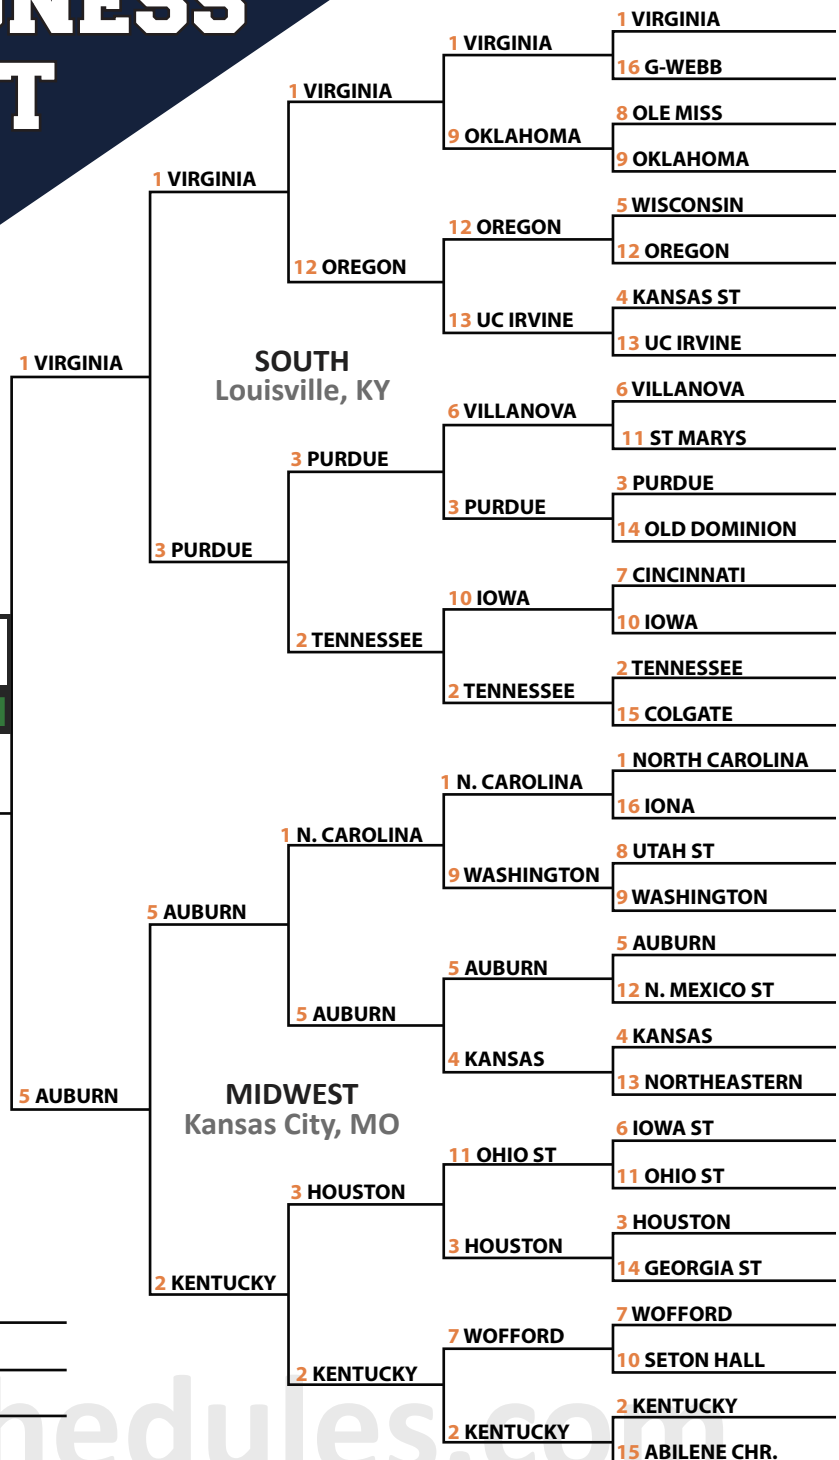 DNESS
T
1 VIRGINIA
16 G-WEBB
8 OLE MISS
9 OKLAHOMA
5 WISCONSIN
12 OREGON
4 KANSAS ST
13 UC IRVINE
6 VILLANOVA
11 ST MARYS
3 PURDUE
14 OLD DOMINION
7 CINCINNATI
10 IOWA
2 TENNESSEE
15 COLGATE
1 NORTH CAROLINA
16 IONA
8 UTAH ST
9 WASHINGTON
5 AUBURN
12 N. MEXICO ST
4 KANSAS
13 NORTHEASTERN
6 IOWA ST
11 OHIO ST
3 HOUSTON
14 GEORGIA ST
7 WOFFORD
10 SETON HALL
2 KENTUCKY
15 ABILENE CHR.
1 VIRGINIA
9 OKLAHOMA
12 OREGON
13 UC IRVINE
6 VILLANOVA
3 PURDUE
10 IOWA
2 TENNESSEE
1 N. CAROLINA
9 WASHINGTON
5 AUBURN
4 KANSAS
11 OHIO ST
3 HOUSTON
7 WOFFORD
2 KENTUCKY
1 VIRGINIA
12 OREGON
3 PURDUE
2 TENNESSEE
1 N. CAROLINA
5 AUBURN
3 HOUSTON
2 KENTUCKY
1 VIRGINIA
3 PURDUE
5 AUBURN
2 KENTUCKY
1 VIRGINIA
5 AUBURN
SOUTH
Louisville, KY
MIDWEST
Kansas City, MO
hedules.com